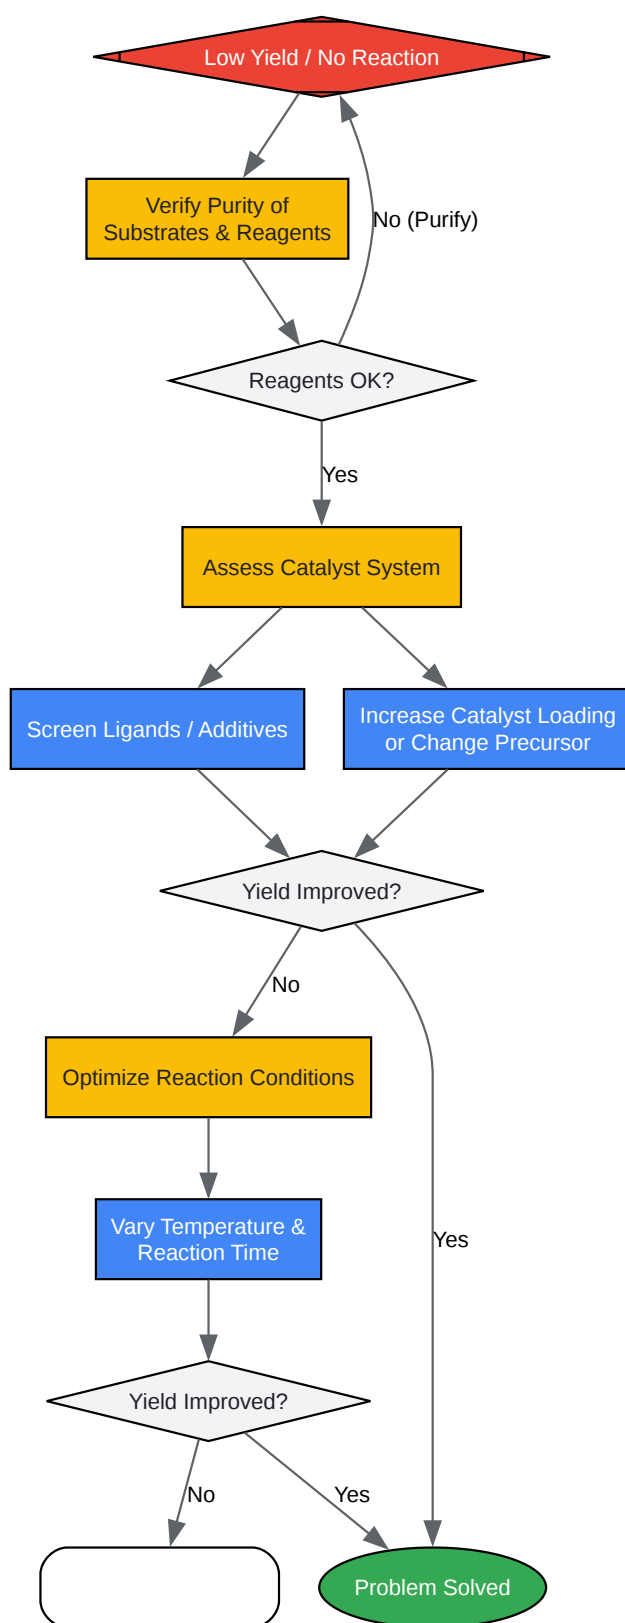 Low Yield / No Reaction
Verify Purity of
Substrates & Reagents
No (Purify)
Reagents OK?
Yes
Assess Catalyst System
Screen Ligands / Additives
Increase Catalyst Loading
or Change Precursor
Yield Improved?
No
Optimize Reaction Conditions
Vary Temperature &
Reaction Time
Yes
Yield Improved?
No
Yes
Problem Solved